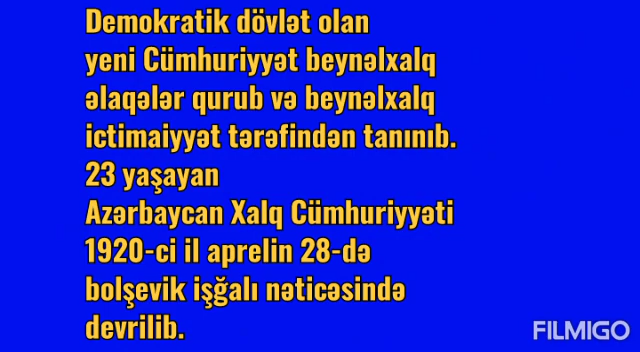 Demokratik dövlət olan
yeni Cümhuriyyət beynəlxalq
əlaqələr qurub və beynəlxalq
ictimaiyyət tərəfindən tanınıb.
23 yaşayan
Azərbaycan Xalq Cümhuriyyəti
1920-ci il aprelin 28-də
bolşevik işğalı nəticəsində
devrilib.
FILMIGO